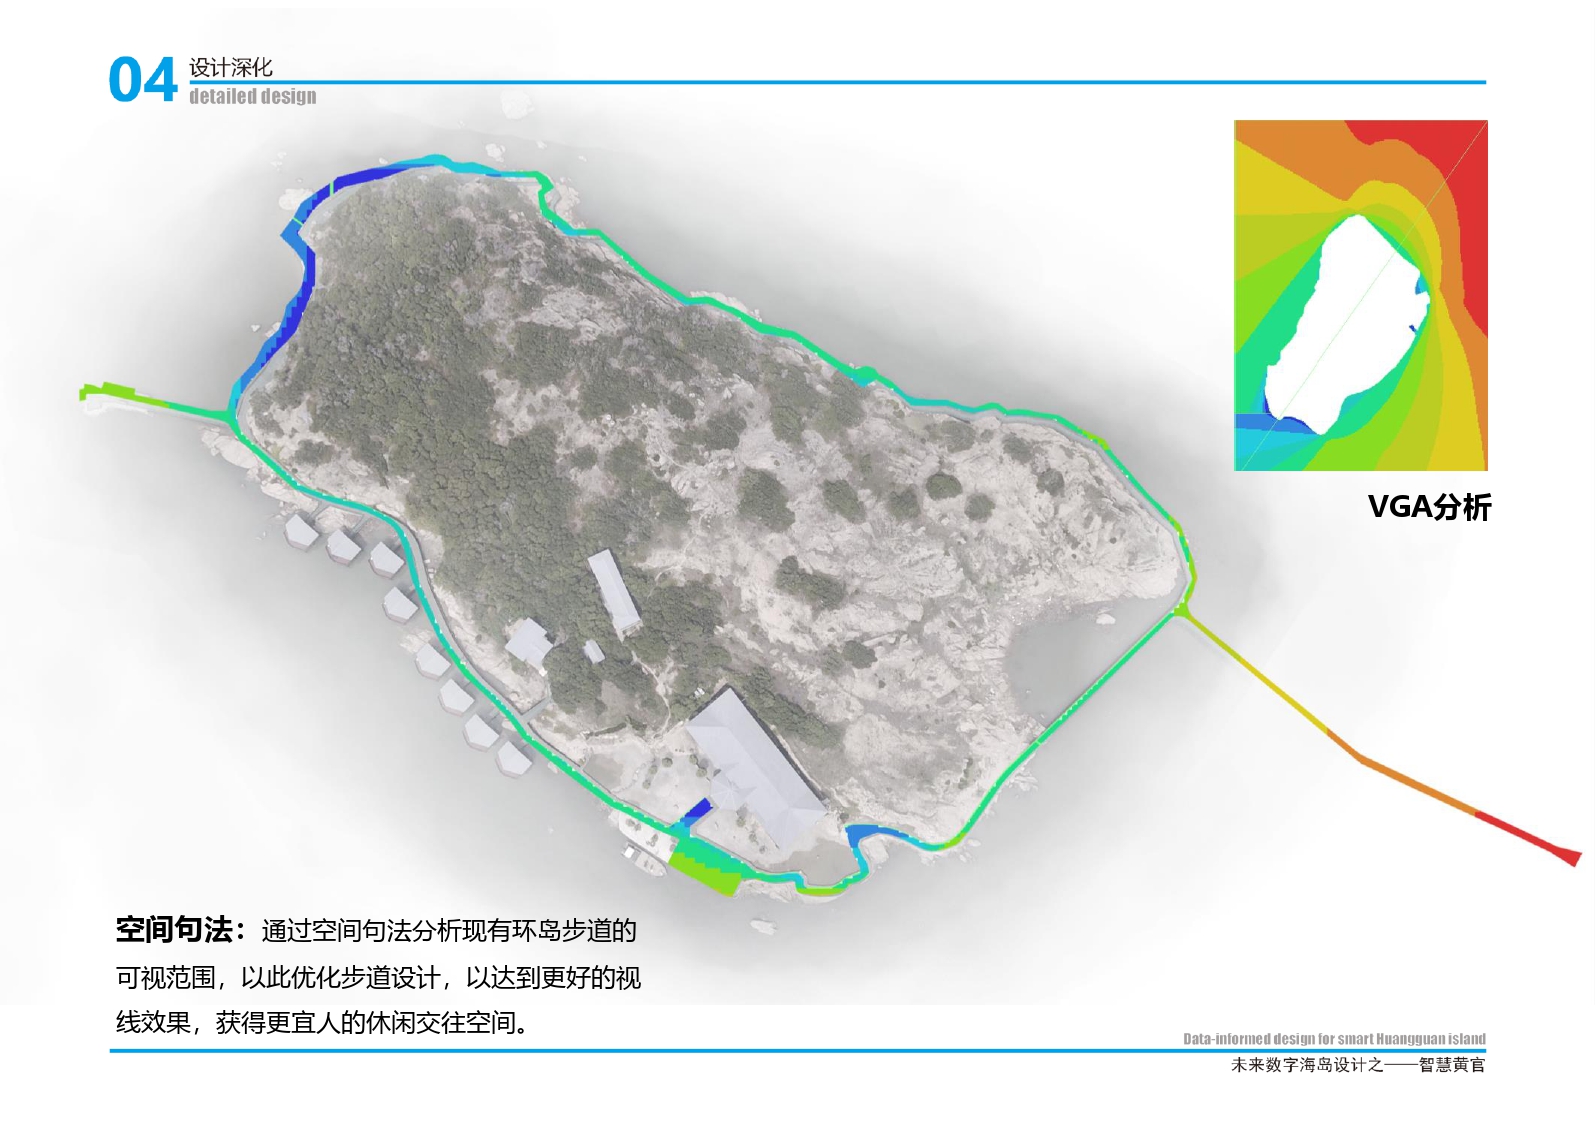 04
设计深化
detailed design
VGA分析
空间句法：通过空间句法分析现有环岛步道的
可视范围，以此优化步道设计，以达到更好的视
线效果，获得更宜人的休闲交往空间。
Data-informed design for smart Huangguan island
未来数字海岛设计之——智慧黄官